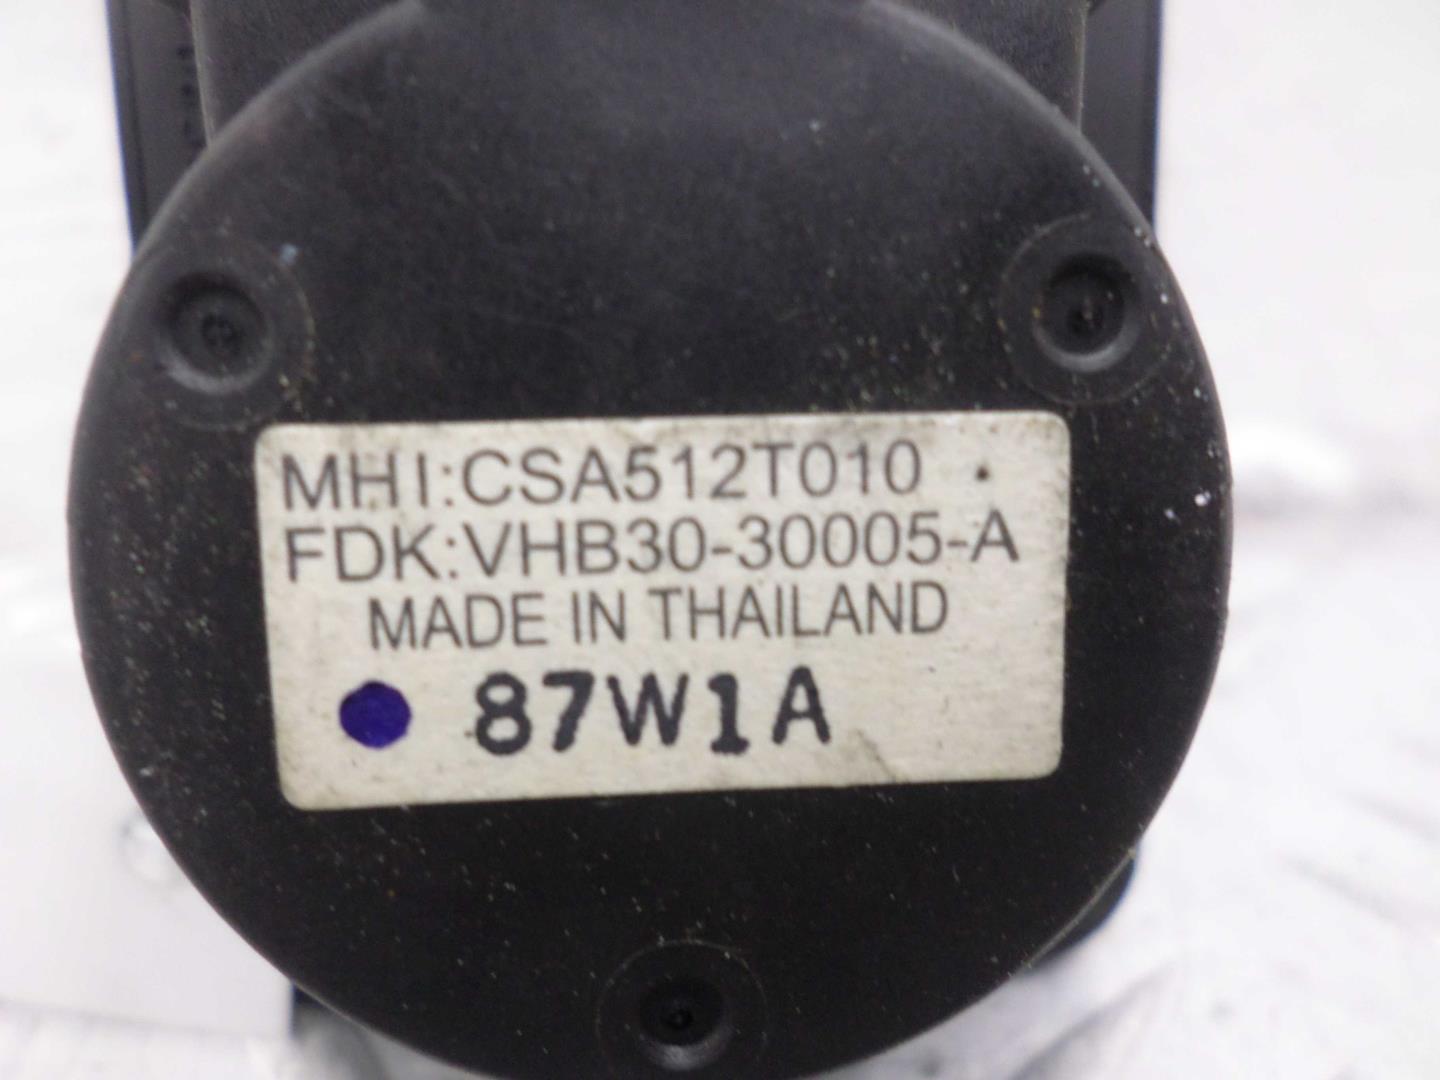 MHI:CSA512T010
FDK:VHB30-30005-A
MADE IN THAILAND
87W1A